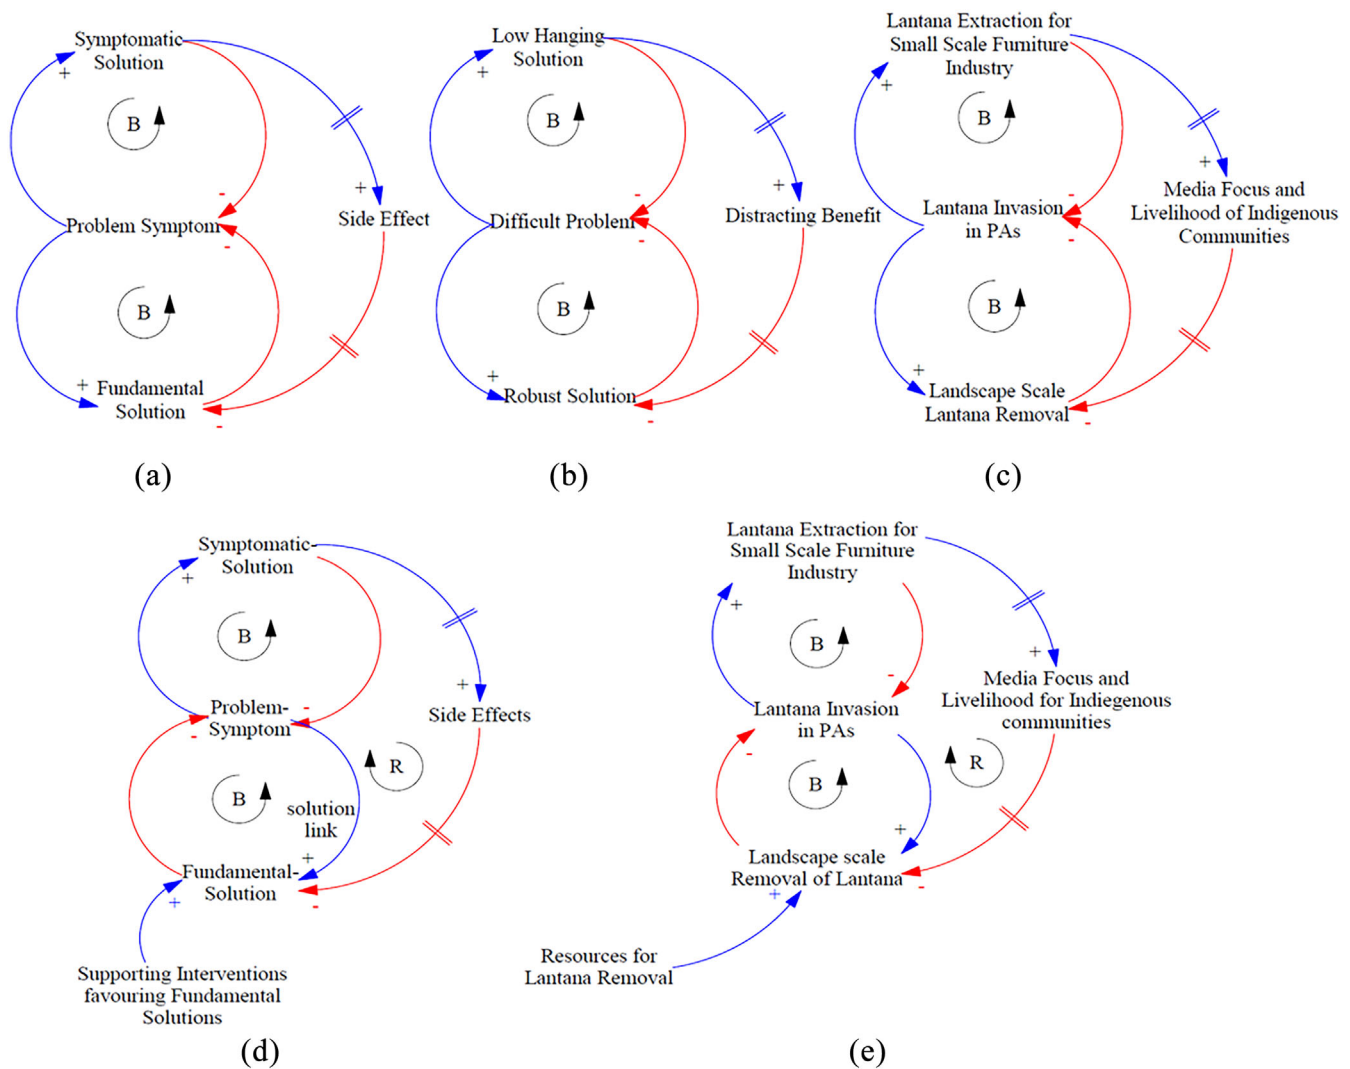 Symptomatic
Solution
+
B
-
+
Problem Symptom
Side Effect
-
B
+
Fundamental
Solution
-
(a)
Low Hanging
Solution
+
B
-
+
Difficult Problem
Distracting Benefit
-
B
+
Robust Solution
-
(b)
Lantana Extraction for
Small Scale Furniture
Industry
+
B
+
-
Lantana Invasion
in PAs
Media Focus and
Livelihood of Indigenous
Communities
-
B
+
Landscape Scale
Lantana Removal
-
(c)
Symptomatic-
Solution
+
B
+
-
Problem-
Symptom
Side Effects
-
R
B
solution
link
+
Fundamental-
Solution
-
+
Supporting Interventions
favouring Fundamental
Solutions
(d)
Lantana Extraction for
Small Scale Furniture
Industry
+
B
+
-
Lantana Invasion
in PAs
Media Focus and
Livelihood for Indiegenous
communities
-
R
B
+
Landscape scale
Removal of Lantana
-
+
Resources for
Lantana Removal
(e)